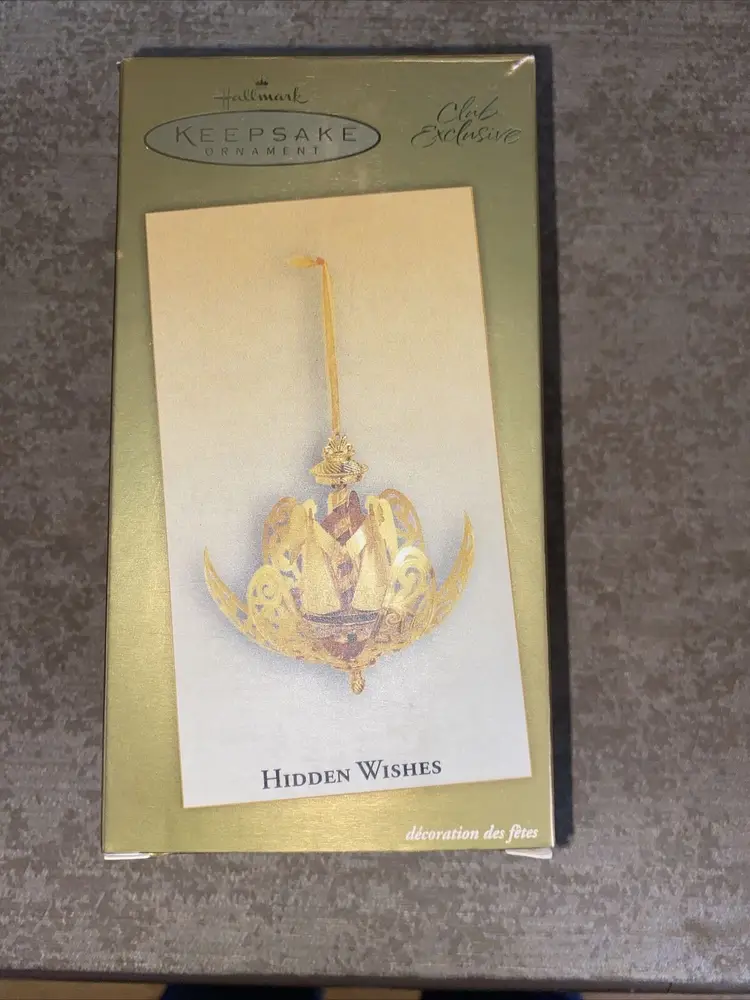 Hallmark
KEEPSAKE
ORNAMENT
Club
Exclusive
HIDDEN WISHES
décoration des fêtes